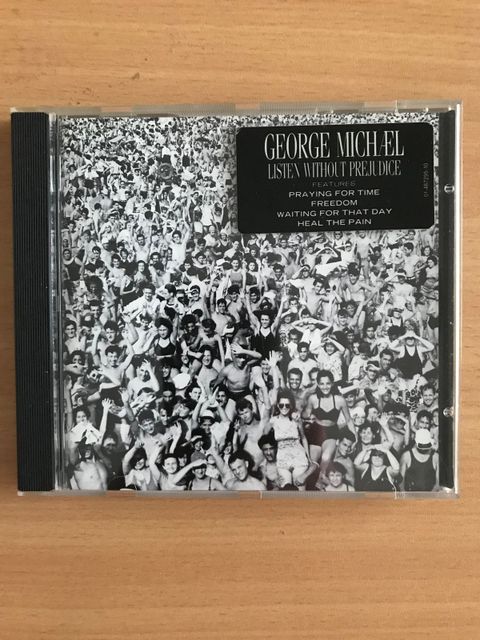 GEORGE MICHÆL
LISTEN WITHOUT PREJUDICE
FEATURES
PRAYING FOR TIME
FREEDOM
WAITING FOR THAT DAY
HEAL THE PAIN